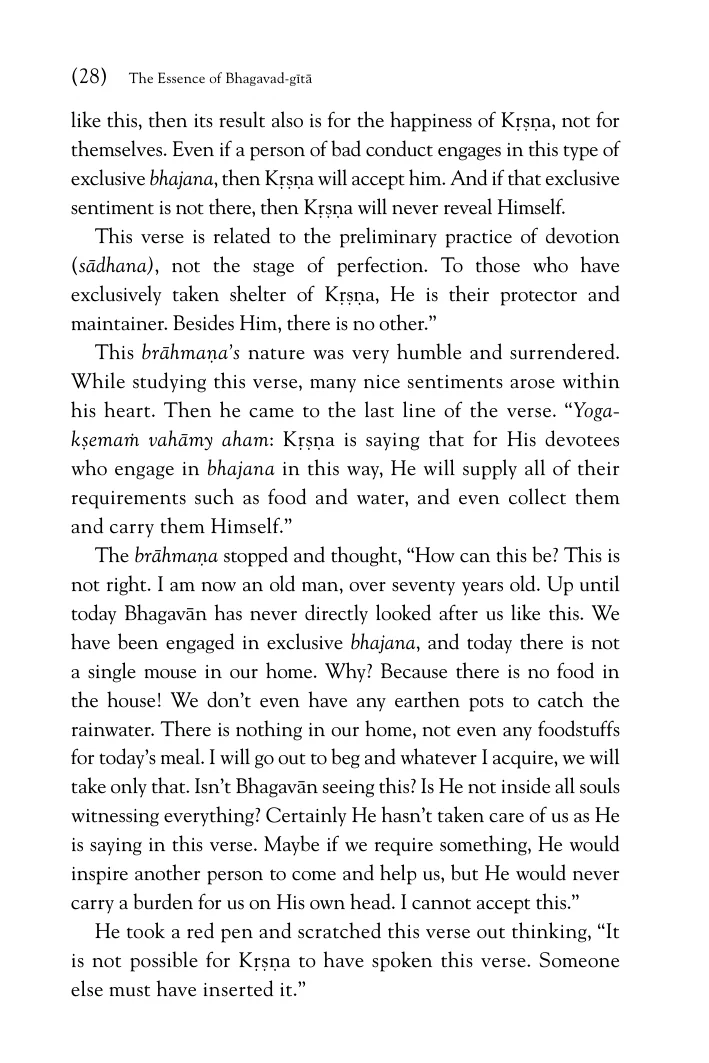 (28) The Essence of Bhagavad-gītā
like this, then its result also is for the happiness of Kṛṣṇa, not for
themselves. Even if a person of bad conduct engages in this type of
exclusive bhajana, then Kṛṣṇa will accept him. And if that exclusive
sentiment is not there, then Kṛṣṇa will never reveal Himself.
This verse is related to the preliminary practice of devotion
(sādhana), not the stage of perfection. To those who have
exclusively taken shelter of Kṛṣṇa, He is their protector and
maintainer. Besides Him, there is no other.”
This brāhmaṇa’s nature was very humble and surrendered.
While studying this verse, many nice sentiments arose within
his heart. Then he came to the last line of the verse. “Yoga-
kṣemaṁ vahāmy aham: Kṛṣṇa is saying that for His devotees
who engage in bhajana in this way, He will supply all of their
requirements such as food and water, and even collect them
and carry them Himself.”
The brāhmaṇa stopped and thought, “How can this be? This is
not right. I am now an old man, over seventy years old. Up until
today Bhagavān has never directly looked after us like this. We
have been engaged in exclusive bhajana, and today there is not
a single mouse in our home. Why? Because there is no food in
the house! We don’t even have any earthen pots to catch the
rainwater. There is nothing in our home, not even any foodstuffs
for today’s meal. I will go out to beg and whatever I acquire, we will
take only that. Isn’t Bhagavān seeing this? Is He not inside all souls
witnessing everything? Certainly He hasn’t taken care of us as He
is saying in this verse. Maybe if we require something, He would
inspire another person to come and help us, but He would never
carry a burden for us on His own head. I cannot accept this.”
He took a red pen and scratched this verse out thinking, “It
is not possible for Kṛṣṇa to have spoken this verse. Someone
else must have inserted it.”